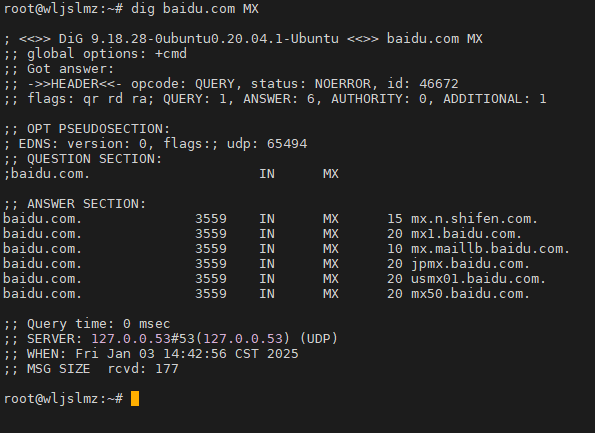 root@wljslmz:~# dig baidu.com MX
; <<>> DiG 9.18.28-0ubuntu0.20.04.1-Ubuntu <<>> baidu.com MX
;; global options: +cmd
;; Got answer:
;; ->>HEADER<<- opcode: QUERY, status: NOERROR, id: 46672
;; flags: qr rd ra; QUERY: 1, ANSWER: 6, AUTHORITY: 0, ADDITIONAL: 1
;; OPT PSEUDOSECTION:
; EDNS: version: 0, flags:; udp: 65494
;; QUESTION SECTION:
;baidu.com. IN MX
;; ANSWER SECTION:
baidu.com. 3559 IN MX 15 mx.n.shifen.com.
baidu.com. 3559 IN MX 20 mx1.baidu.com.
baidu.com. 3559 IN MX 10 mx.maillb.baidu.com.
baidu.com. 3559 IN MX 20 jpmx.baidu.com.
baidu.com. 3559 IN MX 20 usmx01.baidu.com.
baidu.com. 3559 IN MX 20 mx50.baidu.com.
;; Query time: 0 msec
;; SERVER: 127.0.0.53#53(127.0.0.53) (UDP)
;; WHEN: Fri Jan 03 14:42:56 CST 2025
;; MSG SIZE  rcvd: 177
root@wljslmz:~#